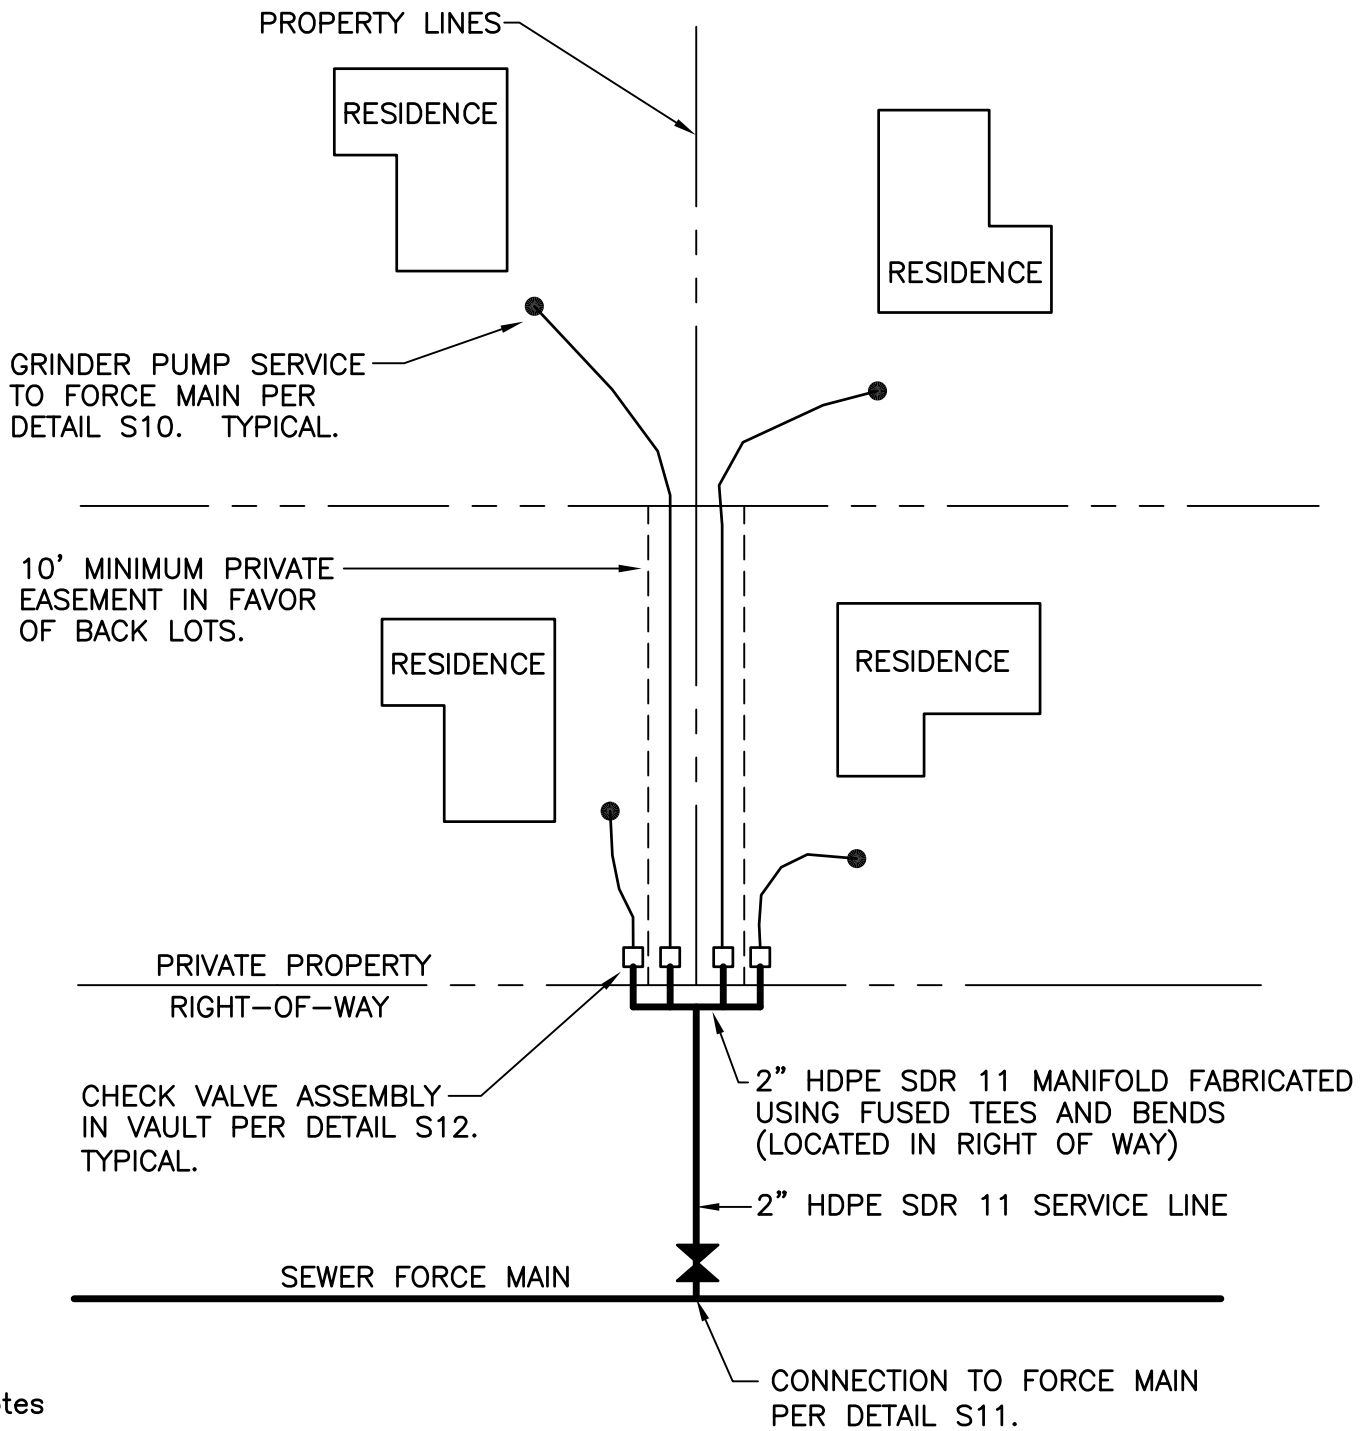 PROPERTY LINES
RESIDENCE
RESIDENCE
GRINDER PUMP SERVICE
TO FORCE MAIN PER
DETAIL S10. TYPICAL.
10' MINIMUM PRIVATE
EASEMENT IN FAVOR
OF BACK LOTS.
RESIDENCE
RESIDENCE
PRIVATE PROPERTY
RIGHT-OF-WAY
CHECK VALVE ASSEMBLY
IN VAULT PER DETAIL S12.
TYPICAL.
2" HDPE SDR 11 MANIFOLD FABRICATED
USING FUSED TEES AND BENDS
(LOCATED IN RIGHT OF WAY)
2" HDPE SDR 11 SERVICE LINE
SEWER FORCE MAIN
CONNECTION TO FORCE MAIN
PER DETAIL S11.